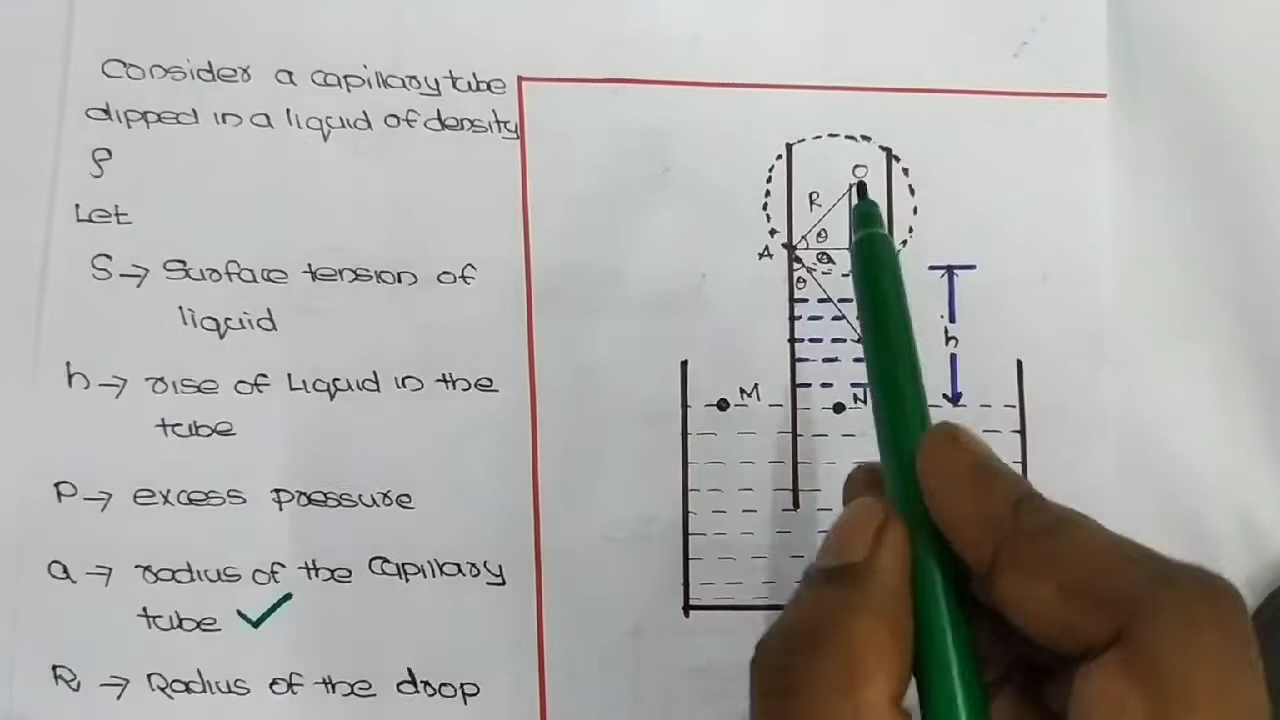 Consider a capillary tube
dipped in a liquid of density
ρ
Let
S → Surface tension of
liquid
h → rise of Liquid in the
tube
P → excess pressure
a → radius of the capillary
tube ✓
R → Radius of the drop
O
R
θ
A
a
θ
h
M
N